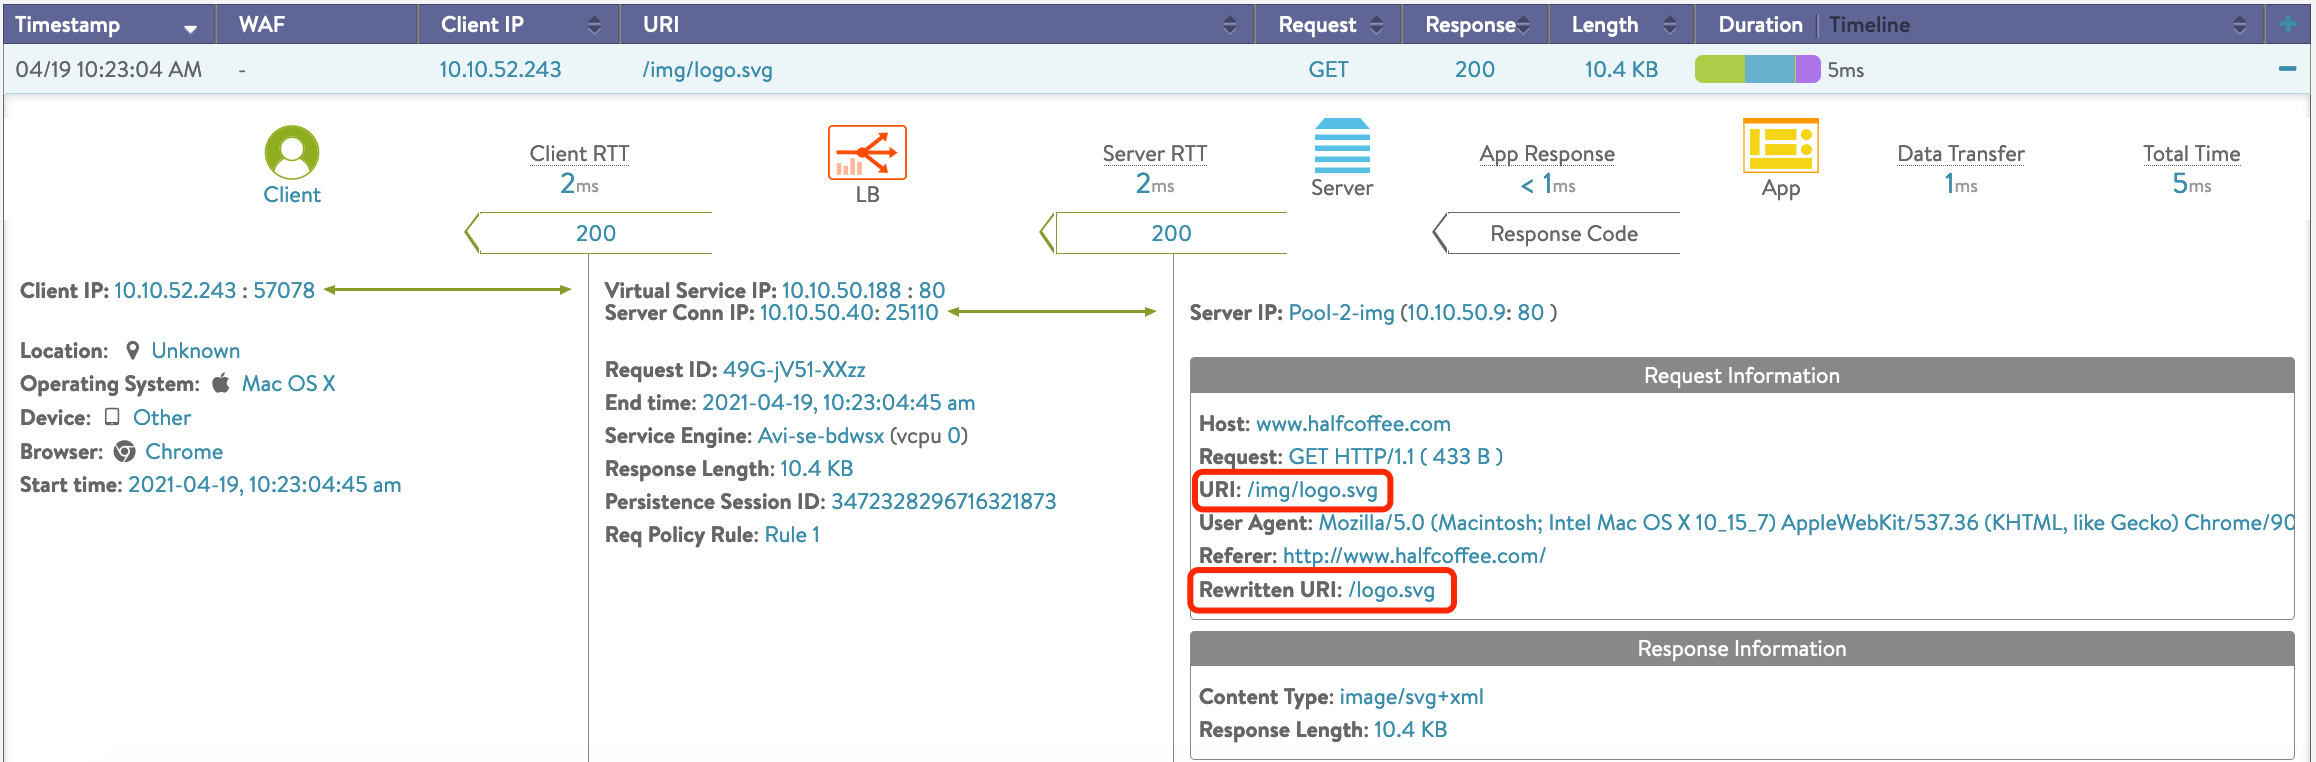 Timestamp WAF Client IP URI Request Response Length Duration Timeline +
04/19 10:23:04 AM - 10.10.52.243 /img/logo.svg GET 200 10.4 KB 5ms
Client RTT Server RTT App Response Data Transfer Total Time
2ms 2ms < 1ms 1ms 5ms
Client LB Server App
200 200 Response Code
Client IP: 10.10.52.243 : 57078
Location: Unknown
Operating System: Mac OS X
Device: Other
Browser: Chrome
Start time: 2021-04-19, 10:23:04:45 am
Virtual Service IP: 10.10.50.188 : 80
Server Conn IP: 10.10.50.40: 25110
Request ID: 49G-jV51-XXzz
End time: 2021-04-19, 10:23:04:45 am
Service Engine: Avi-se-bdwsx (vcpu 0)
Response Length: 10.4 KB
Persistence Session ID: 3472328296716321873
Req Policy Rule: Rule 1
Server IP: Pool-2-img (10.10.50.9: 80 )
Request Information
Host: www.halfcoffee.com
Request: GET HTTP/1.1 ( 433 B )
URI: /img/logo.svg
User Agent: Mozilla/5.0 (Macintosh; Intel Mac OS X 10_15_7) AppleWebKit/537.36 (KHTML, like Gecko) Chrome/90
Referer: http://www.halfcoffee.com/
Rewritten URI: /logo.svg
Response Information
Content Type: image/svg+xml
Response Length: 10.4 KB